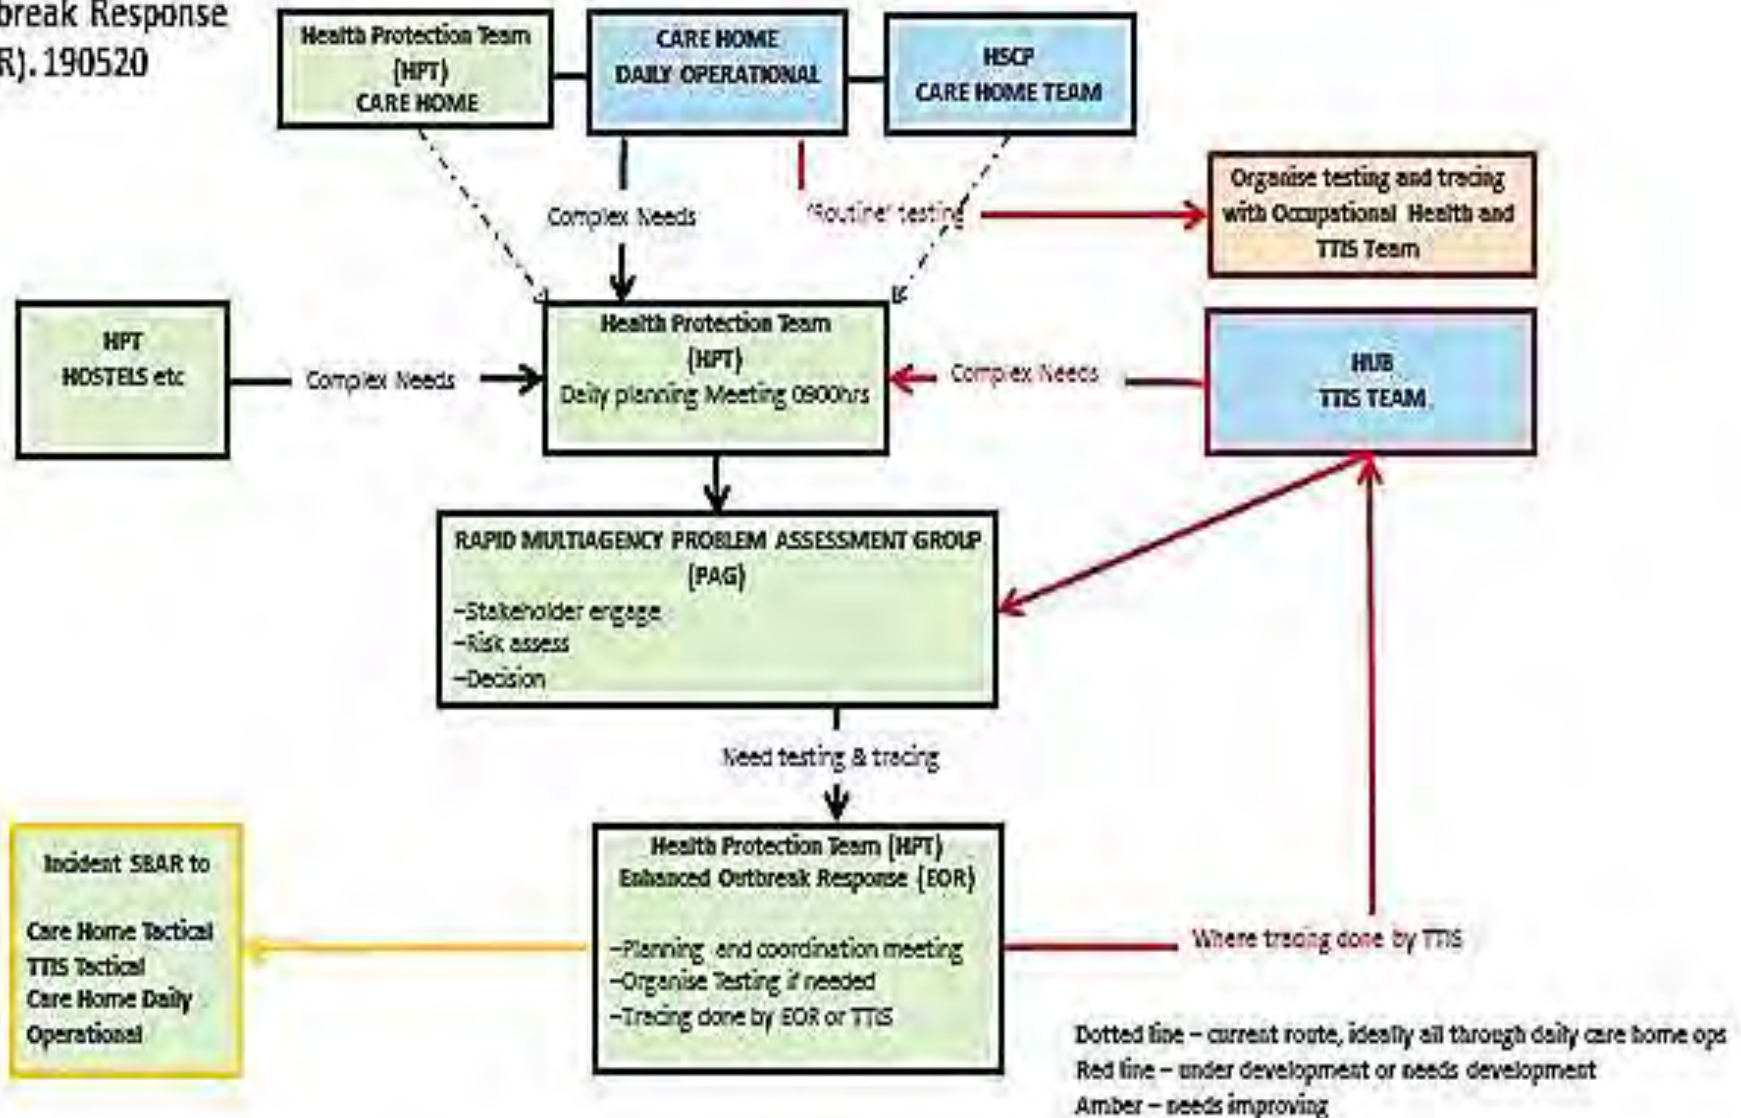 break Response
R). 190520
Health Protection Team
(HPT)
CARE HOME
CARE HOME
DAILY OPERATIONAL
HSCP
CARE HOME TEAM
Complex Needs
'Routine' testing
Organise testing and tracing
with Occupational Health and
TTIS Team
HPT
HOSTELS etc
Complex Needs
Health Protection Team
(HPT)
Daily planning Meeting 0900hrs
Complex Needs
HUB
TTIS TEAM
RAPID MULTIAGENCY PROBLEM ASSESSMENT GROUP
(PAG)
-Stakeholder engage
-Risk assess
-Decision
Need testing & tracing
Incident SBAR to
Care Home Tactical
TTIS Tactical
Care Home Daily
Operational
Health Protection Team (HPT)
Enhanced Outbreak Response (EOR)
-Planning and coordination meeting
-Organise Testing if needed
-Tracing done by EOR or TTIS
Where tracing done by TTIS
Dotted line – current route, ideally all through daily care home ops
Red line – under development or needs development
Amber – needs improving